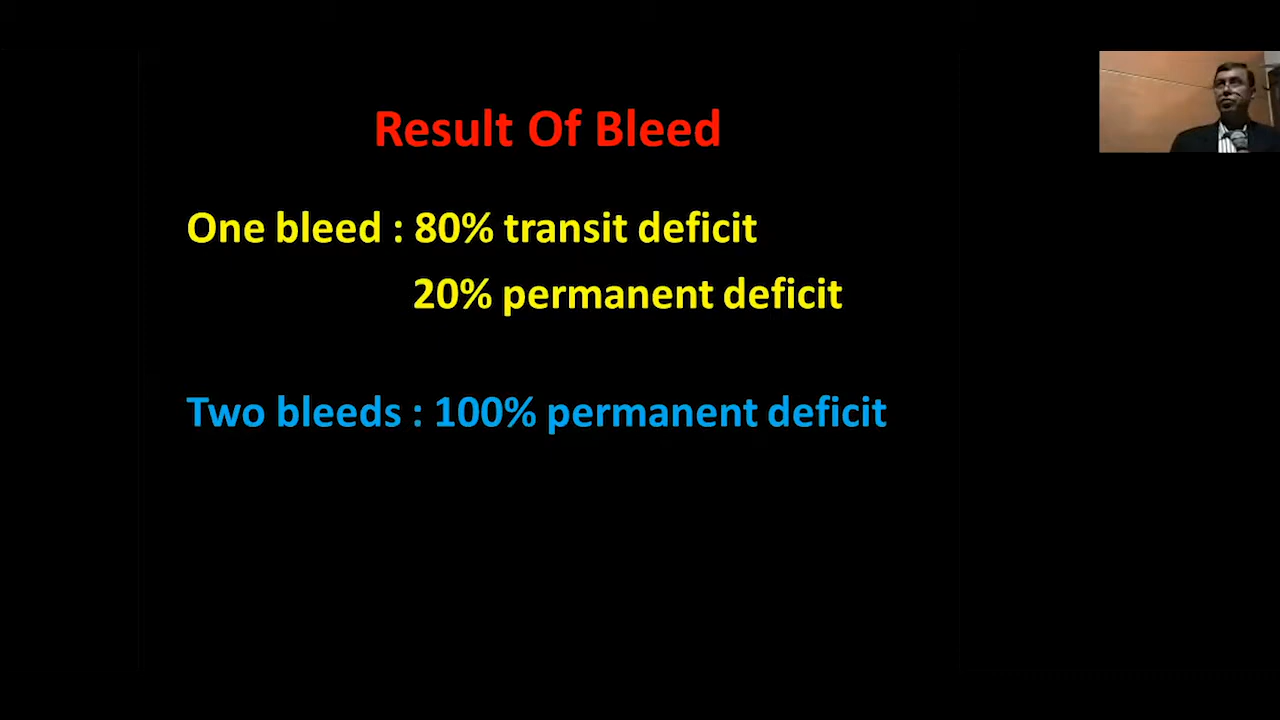 Result Of Bleed
One bleed : 80% transit deficit
20% permanent deficit
Two bleeds : 100% permanent deficit